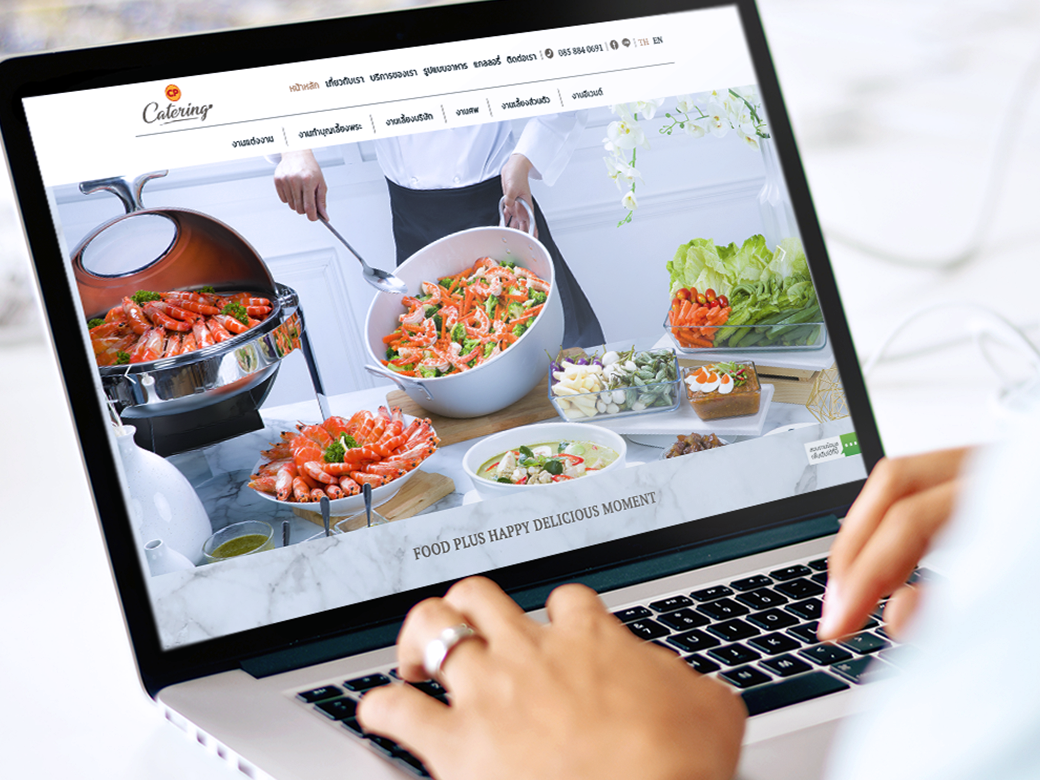 หน้าหลัก เกี่ยวกับเรา บริการของเรา รูปแบบอาหาร แกลลอรี่ ติดต่อเรา 085 884 0691 TH EN
CP
Catering
งานแต่งงาน งานทำบุญเลี้ยงพระ งานเลี้ยงบริษัท งานศพ งานเลี้ยงส่วนตัว งานอีเวนต์
สอบถามข้อมูล
เพิ่มเติมได้ที่นี่
FOOD PLUS HAPPY DELICIOUS MOMENT